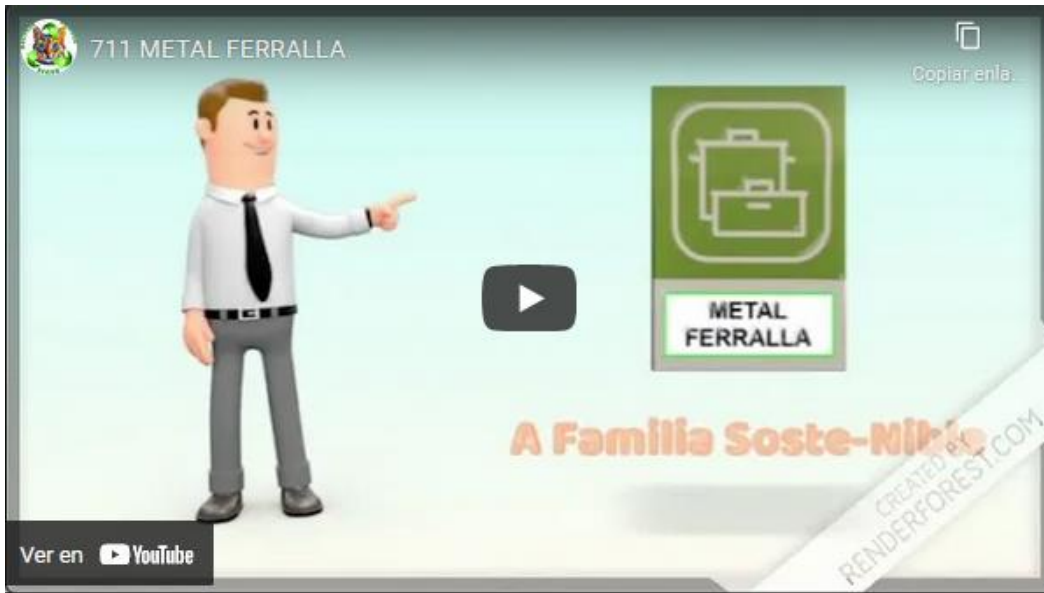 711 METAL FERRALLA
Copiar enla...
METAL
FERRALLA
A Familia Soste-Nible
CREATED BY
RENDERFOREST.COM
Ver en YouTube